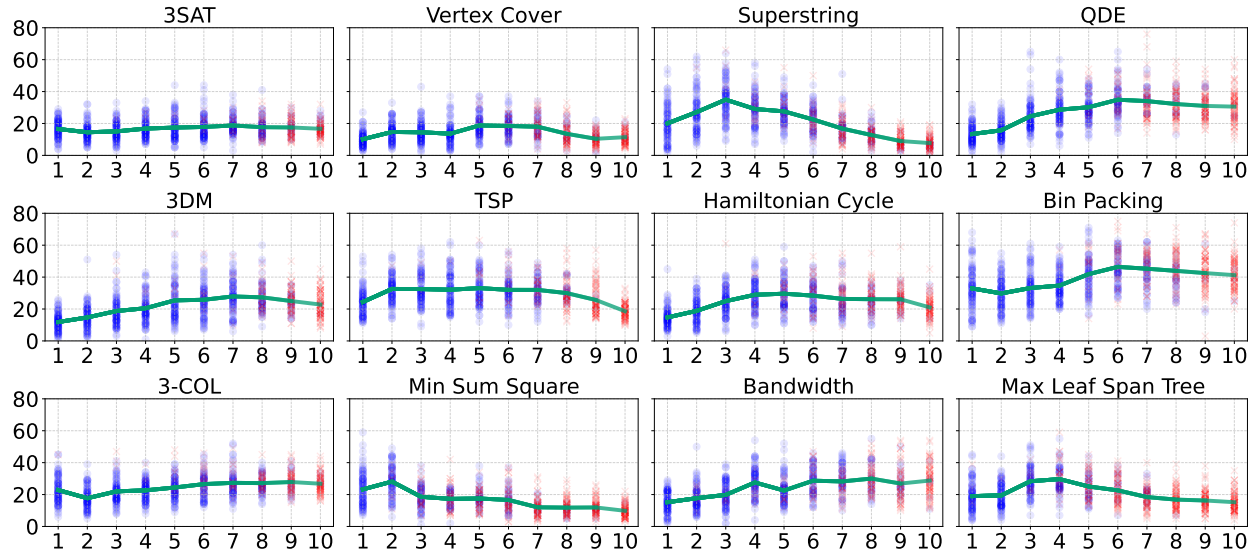 3SAT Vertex Cover Superstring QDE
80
60
40
20
0
1 2 3 4 5 6 7 8 9 10 1 2 3 4 5 6 7 8 9 10 1 2 3 4 5 6 7 8 9 10 1 2 3 4 5 6 7 8 9 10
3DM TSP Hamiltonian Cycle Bin Packing
80
60
40
20
0
1 2 3 4 5 6 7 8 9 10 1 2 3 4 5 6 7 8 9 10 1 2 3 4 5 6 7 8 9 10 1 2 3 4 5 6 7 8 9 10
3-COL Min Sum Square Bandwidth Max Leaf Span Tree
80
60
40
20
0
1 2 3 4 5 6 7 8 9 10 1 2 3 4 5 6 7 8 9 10 1 2 3 4 5 6 7 8 9 10 1 2 3 4 5 6 7 8 9 10